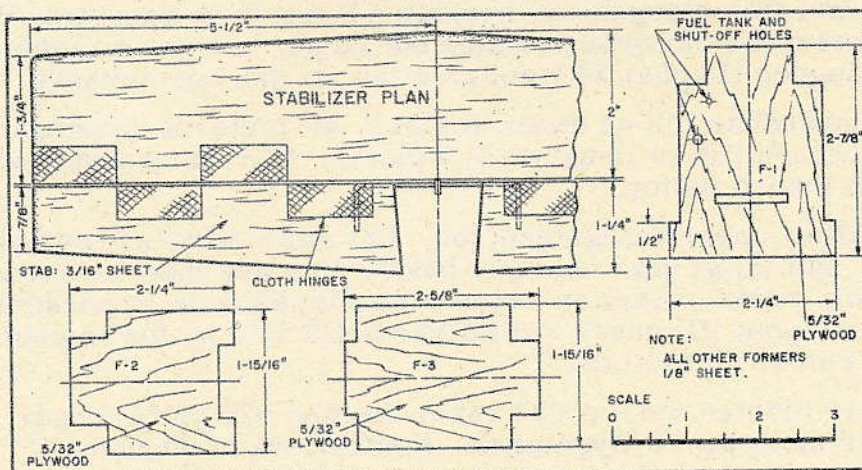 5-1/2"
FUEL TANK AND
SHUT-OFF HOLES
STABILIZER PLAN
1-3/4"
2"
2-7/8"
F-1
7/8"
1-1/4"
1/2"
STAB: 3/16" SHEET
CLOTH HINGES
2-1/4"
2-5/8"
2-1/4"
5/32"
PLYWOOD
F-2
1-15/16"
F-3
1-15/16"
NOTE:
ALL OTHER FORMERS
1/8" SHEET.
5/32"
PLYWOOD
5/32"
PLYWOOD
SCALE
0 2 3